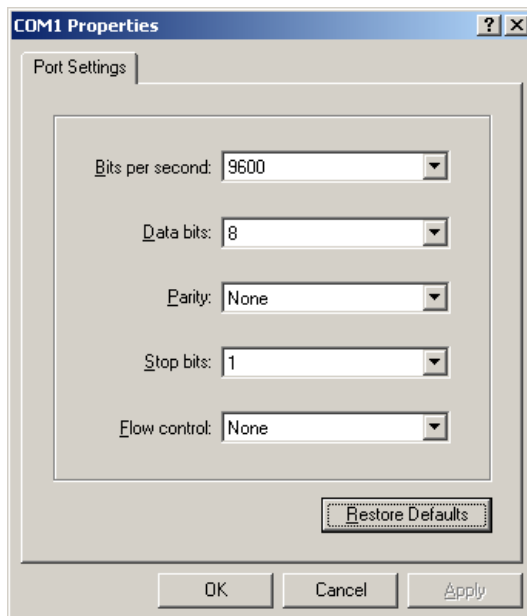 COM1 Properties
Port Settings
Bits per second: 9600
Data bits: 8
Parity: None
Stop bits: 1
Flow control: None
Restore Defaults
OK Cancel Apply